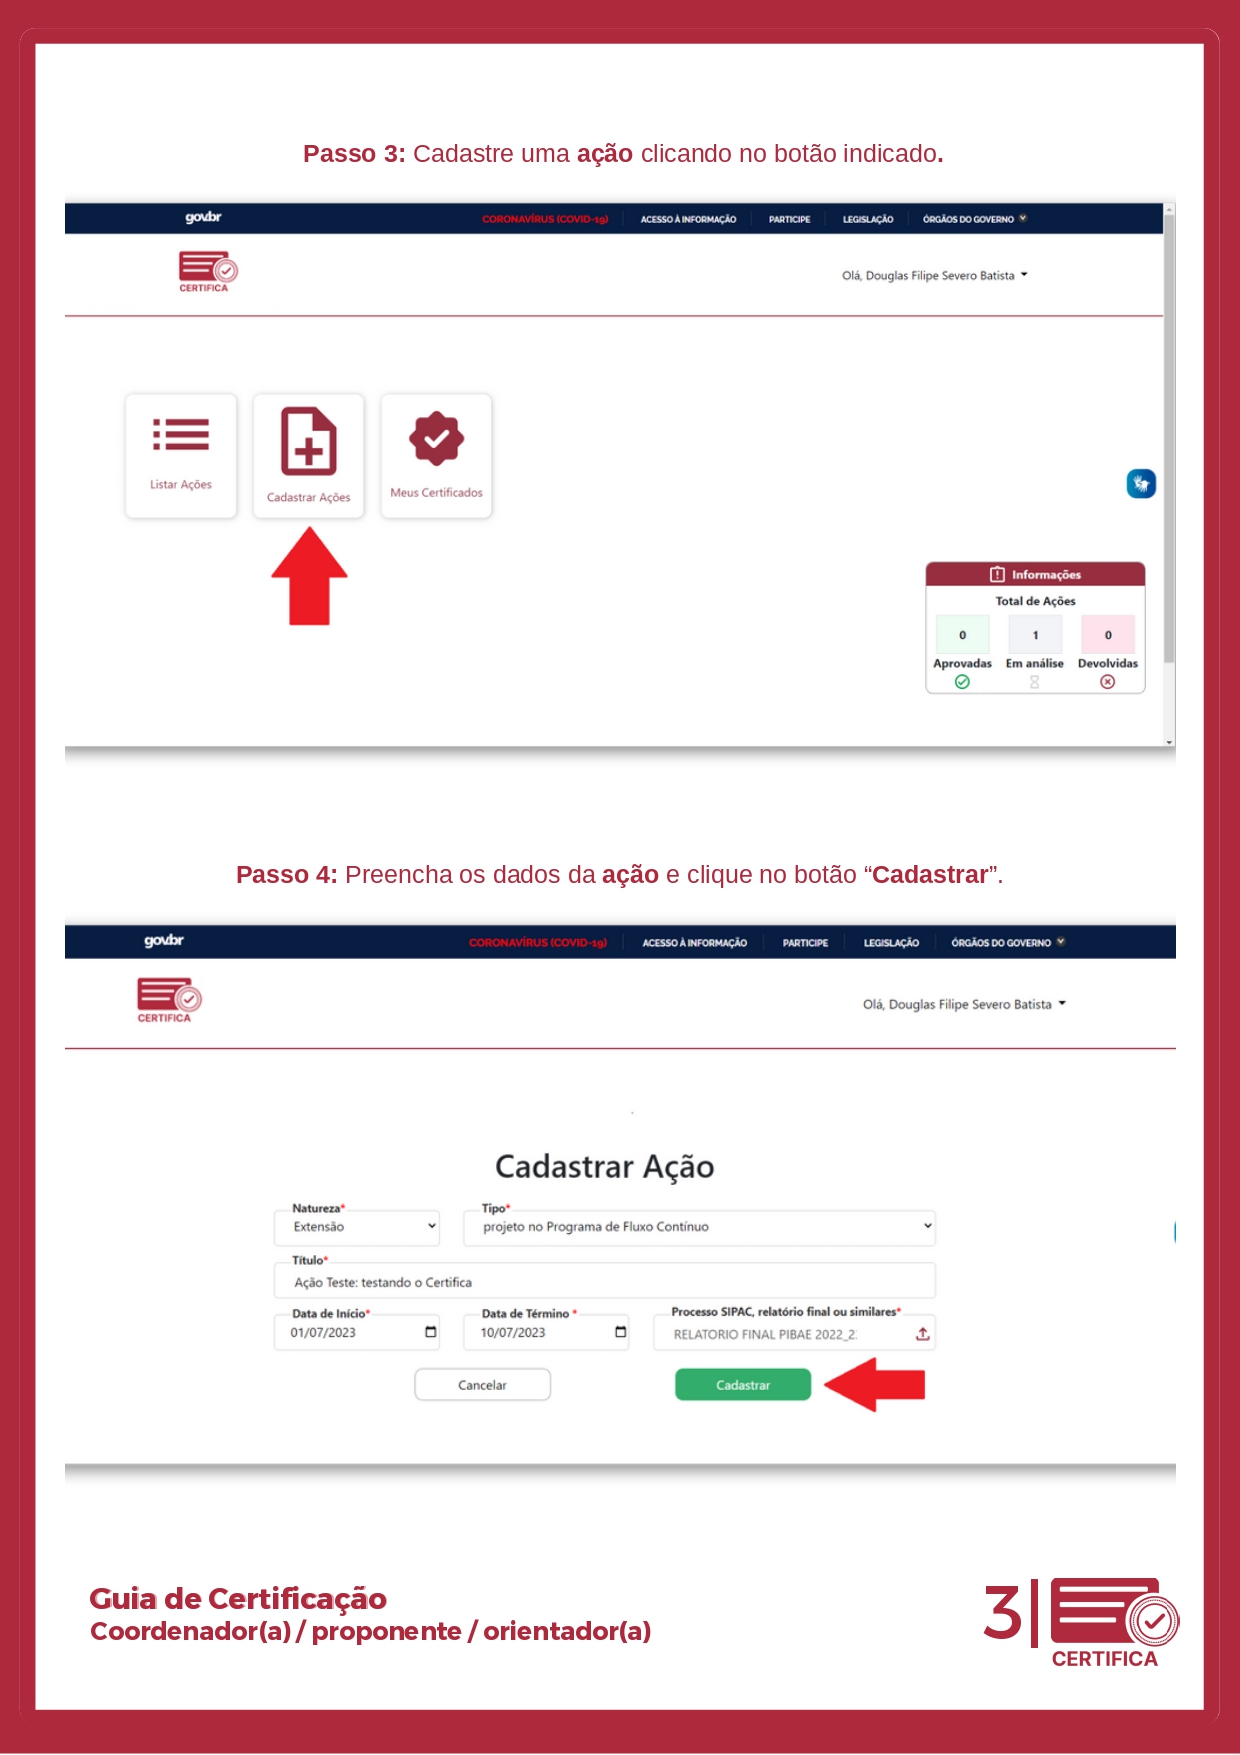 Passo 3: Cadastre uma ação clicando no botão indicado.
gov.br CORONAVÍRUS (COVID-19) ACESSO À INFORMAÇÃO PARTICIPE LEGISLAÇÃO ÓRGÃOS DO GOVERNO
CERTIFICA
Olá, Douglas Filipe Severo Batista
Listar Ações
Cadastrar Ações
Meus Certificados
Informações
Total de Ações
0 1 0
Aprovadas Em análise Devolvidas
Passo 4: Preencha os dados da ação e clique no botão “Cadastrar”.
gov.br CORONAVÍRUS (COVID-19) ACESSO À INFORMAÇÃO PARTICIPE LEGISLAÇÃO ÓRGÃOS DO GOVERNO
CERTIFICA
Olá, Douglas Filipe Severo Batista
Cadastrar Ação
Natureza* Tipo*
Extensão projeto no Programa de Fluxo Contínuo
Título*
Ação Teste: testando o Certifica
Data de Início* Data de Término * Processo SIPAC, relatório final ou similares*
01/07/2023 10/07/2023 RELATORIO FINAL PIBAE 2022_2
Cancelar Cadastrar
Guia de Certificação
Coordenador(a) / proponente / orientador(a)
3
CERTIFICA